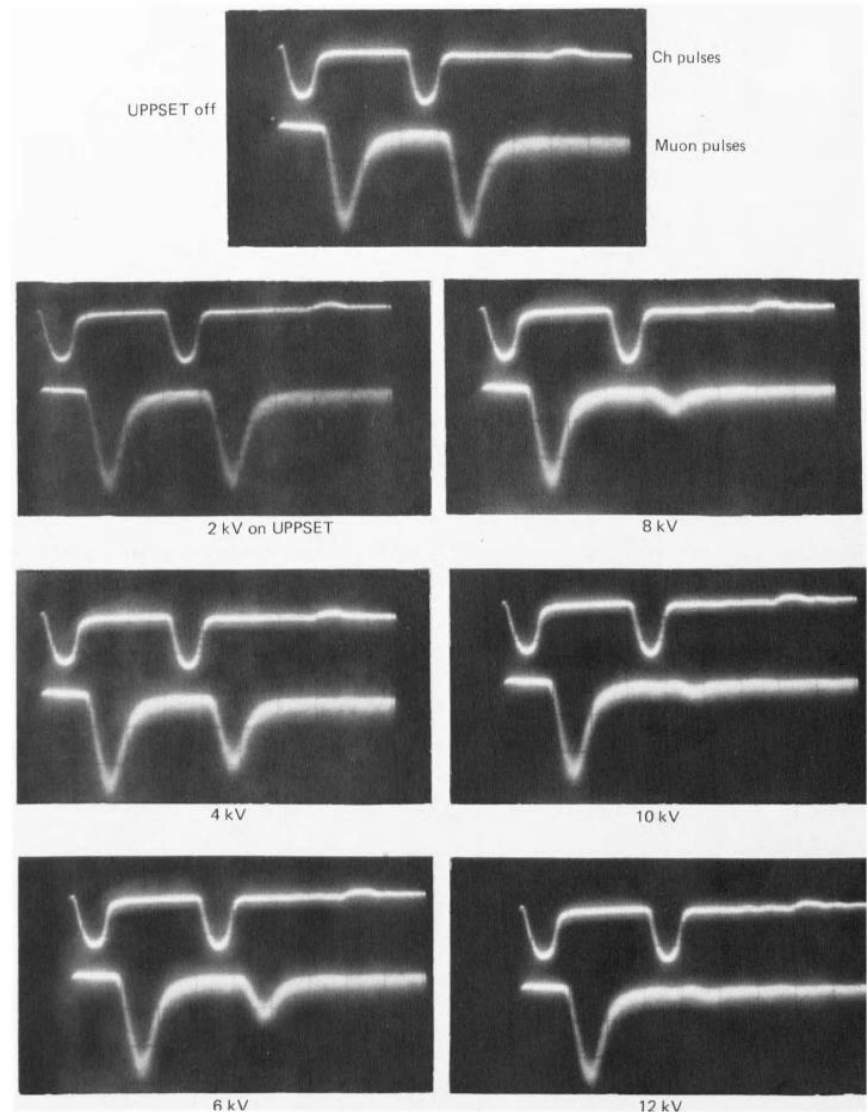 Ch pulses
UPPSET off
Muon pulses
2 kV on UPPSET
8 kV
4 kV
10 kV
6 kV
12 kV